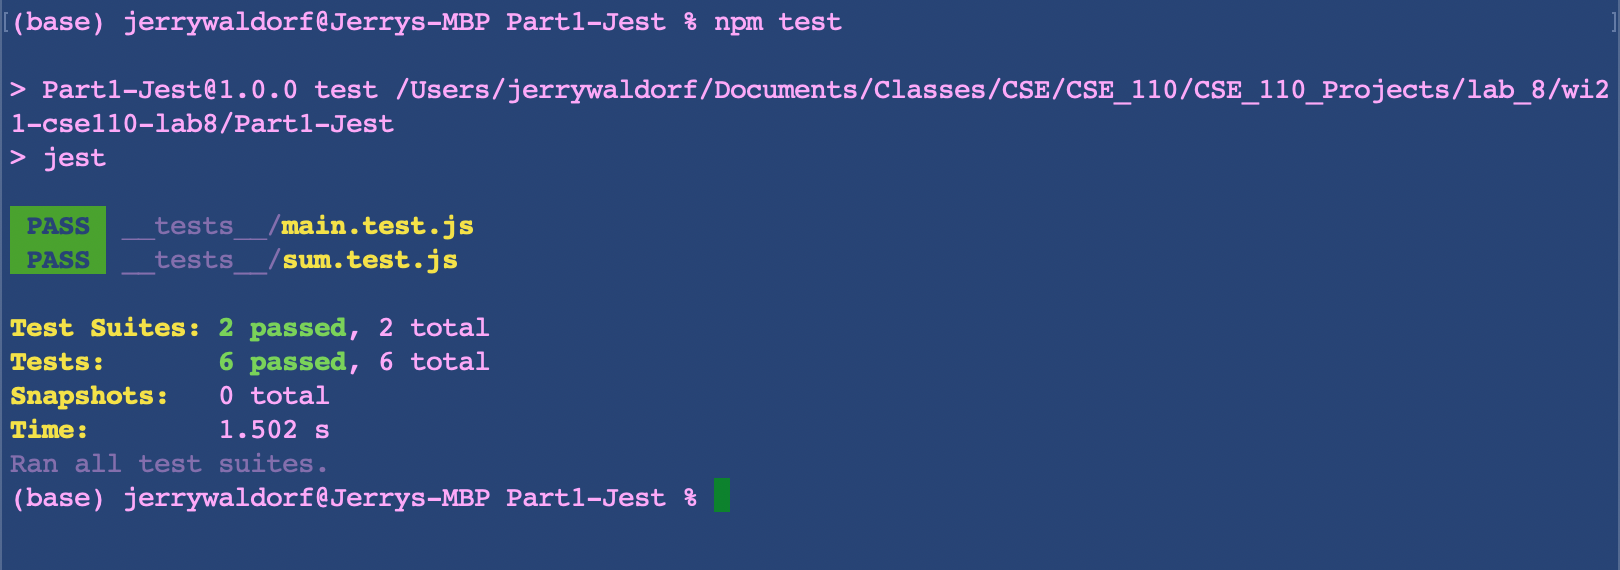 (base) jerrywaldorf@Jerrys-MBP Part1-Jest % npm test
> Part1-Jest@1.0.0 test /Users/jerrywaldorf/Documents/Classes/CSE/CSE_110/CSE_110_Projects/lab_8/wi2
1-cse110-lab8/Part1-Jest
> jest
PASS __tests__/main.test.js
PASS __tests__/sum.test.js
Test Suites: 2 passed, 2 total
Tests: 6 passed, 6 total
Snapshots: 0 total
Time: 1.502 s
Ran all test suites.
(base) jerrywaldorf@Jerrys-MBP Part1-Jest %